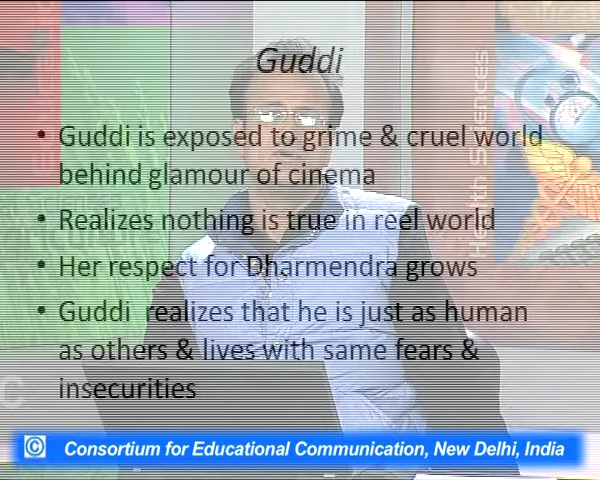 Guddi
• Guddi is exposed to grime & cruel world
behind glamour of cinema
• Realizes nothing is true in reel world
• Her respect for Dharmendra grows
• Guddi realizes that he is just as human
as others & lives with same fears &
insecurities
Health Sciences
C
© Consortium for Educational Communication, New Delhi, India